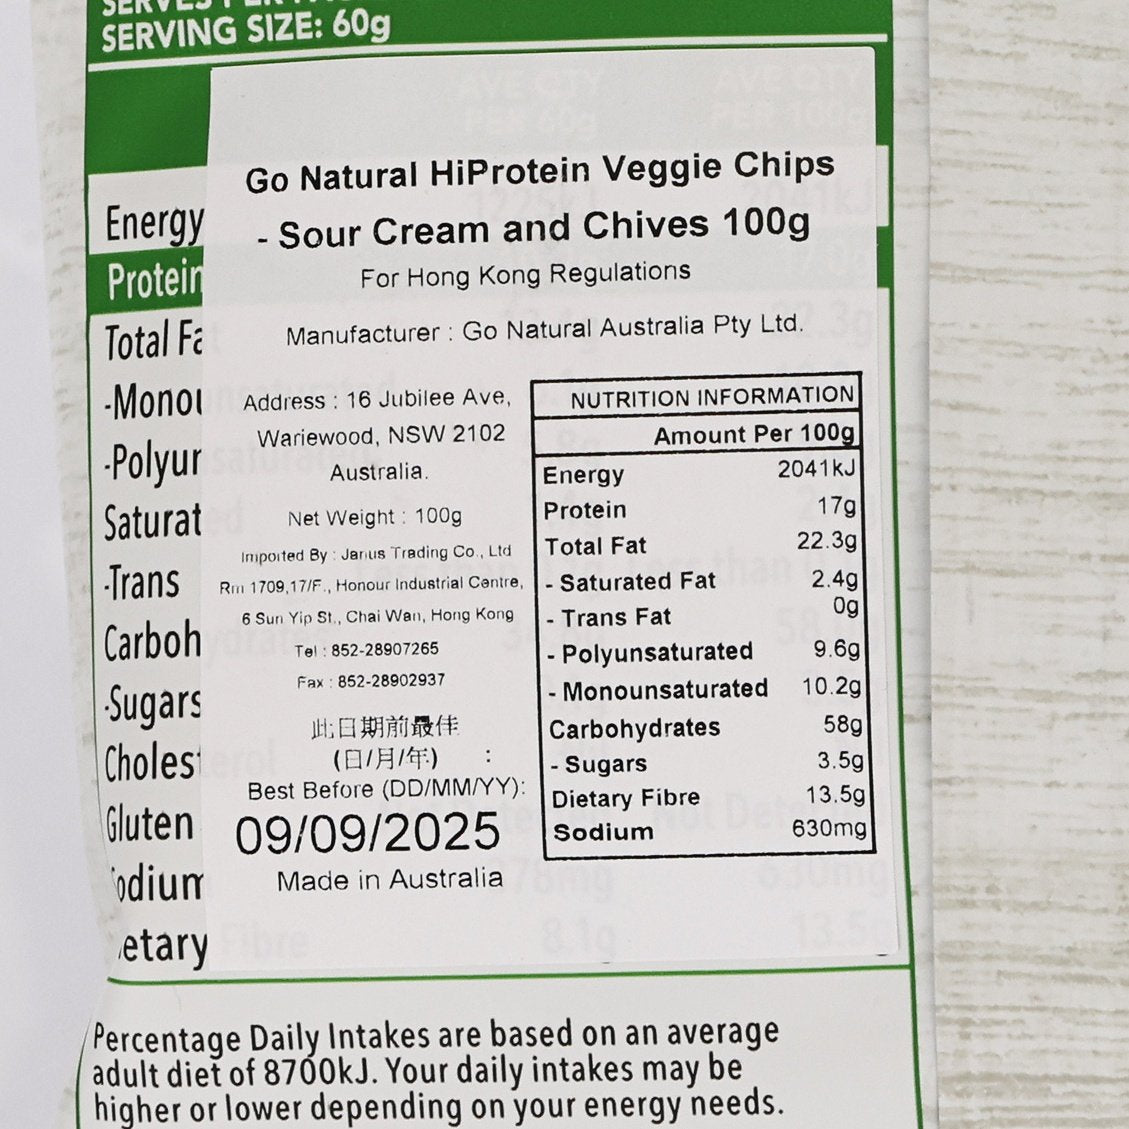 SERVING SIZE: 60g
Go Natural HiProtein Veggie Chips
- Sour Cream and Chives 100g
For Hong Kong Regulations
Manufacturer : Go Natural Australia Pty Ltd.
Address : 16 Jubilee Ave,
Wariewood, NSW 2102
Australia.
Net Weight : 100g
Imported By : Janus Trading Co., Ltd
Rm 1709,17/F., Honour Industrial Centre,
6 Sun Yip St., Chai Wan, Hong Kong
Tel : 852-28907265
Fax : 852-28902937
此日期前最佳
(日/月/年) :
Best Before (DD/MM/YY):
09/09/2025
Made in Australia
NUTRITION INFORMATION
Amount Per 100g
Energy 2041kJ
Protein 17g
Total Fat 22.3g
- Saturated Fat 2.4g
- Trans Fat 0g
- Polyunsaturated 9.6g
- Monounsaturated 10.2g
Carbohydrates 58g
- Sugars 3.5g
Dietary Fibre 13.5g
Sodium 630mg
Energy
Protein
Total Fa
-Monou
-Polyun
Saturat
-Trans
Carboh
-Sugars
Choles
Gluten
odium
etary
Percentage Daily Intakes are based on an average
adult diet of 8700kJ. Your daily intakes may be
higher or lower depending on your energy needs.